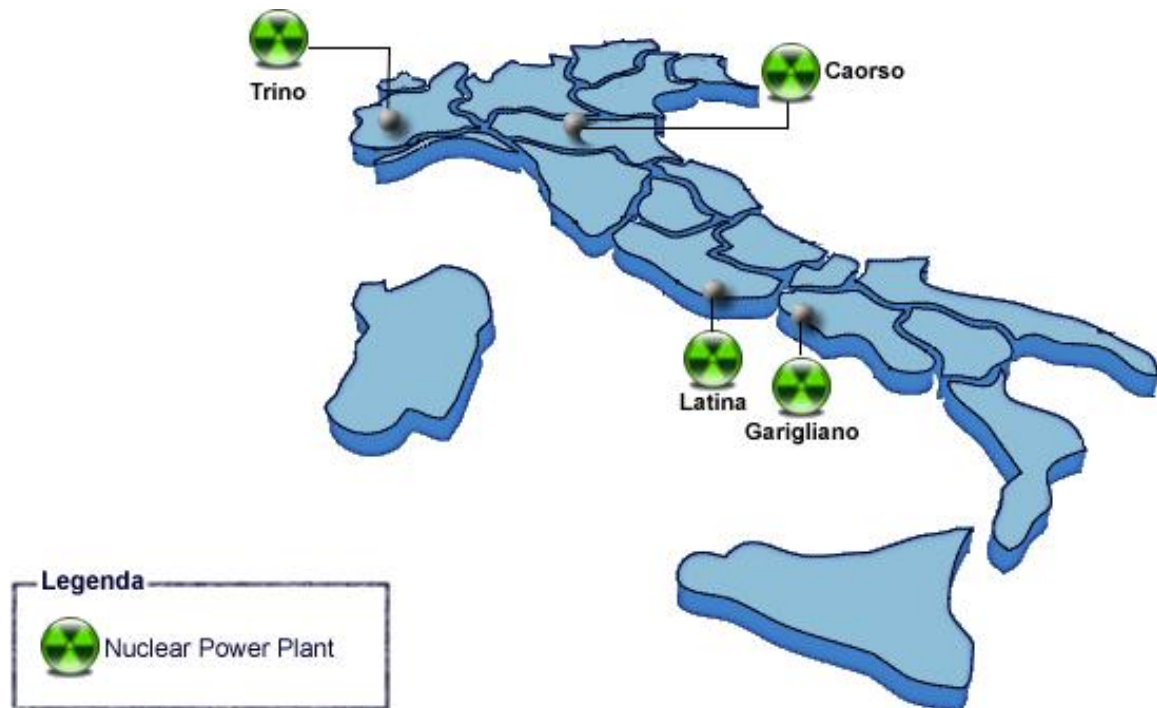 Trino
Caorso
Latina
Garigliano
Legenda
Nuclear Power Plant